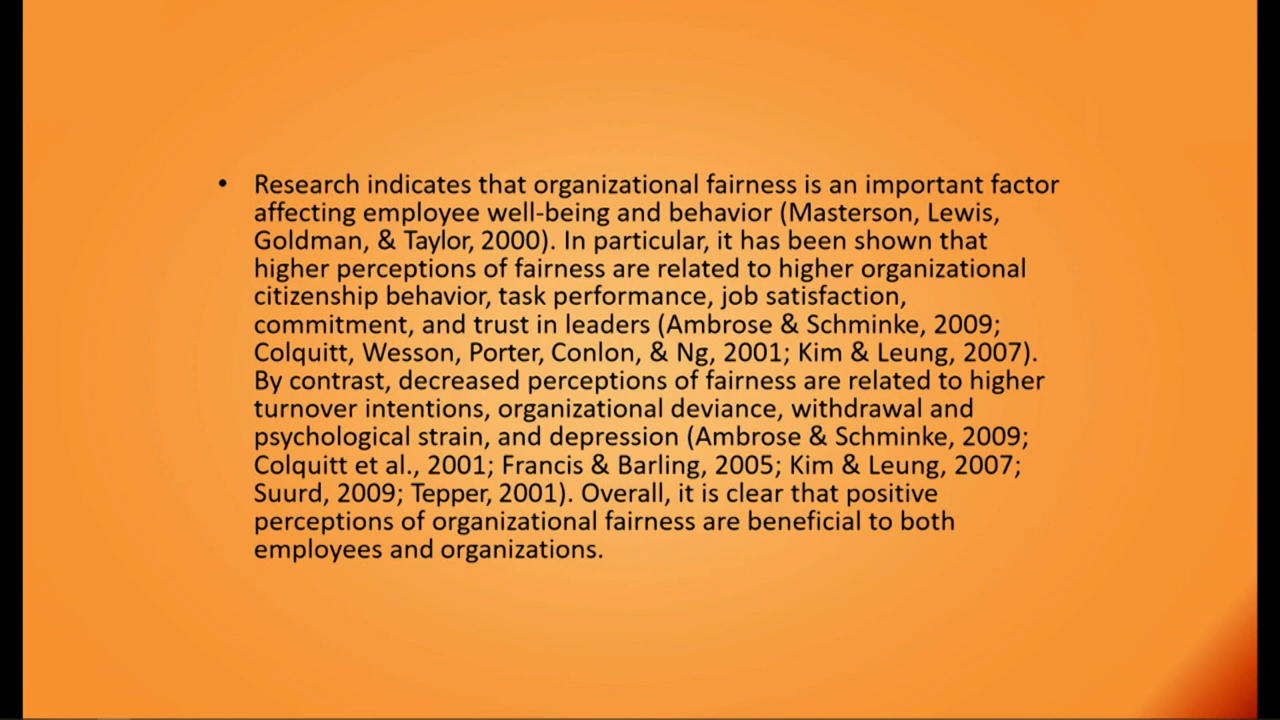 • Research indicates that organizational fairness is an important factor
affecting employee well-being and behavior (Masterson, Lewis,
Goldman, & Taylor, 2000). In particular, it has been shown that
higher perceptions of fairness are related to higher organizational
citizenship behavior, task performance, job satisfaction,
commitment, and trust in leaders (Ambrose & Schminke, 2009;
Colquitt, Wesson, Porter, Conlon, & Ng, 2001; Kim & Leung, 2007).
By contrast, decreased perceptions of fairness are related to higher
turnover intentions, organizational deviance, withdrawal and
psychological strain, and depression (Ambrose & Schminke, 2009;
Colquitt et al., 2001; Francis & Barling, 2005; Kim & Leung, 2007;
Suurd, 2009; Tepper, 2001). Overall, it is clear that positive
perceptions of organizational fairness are beneficial to both
employees and organizations.